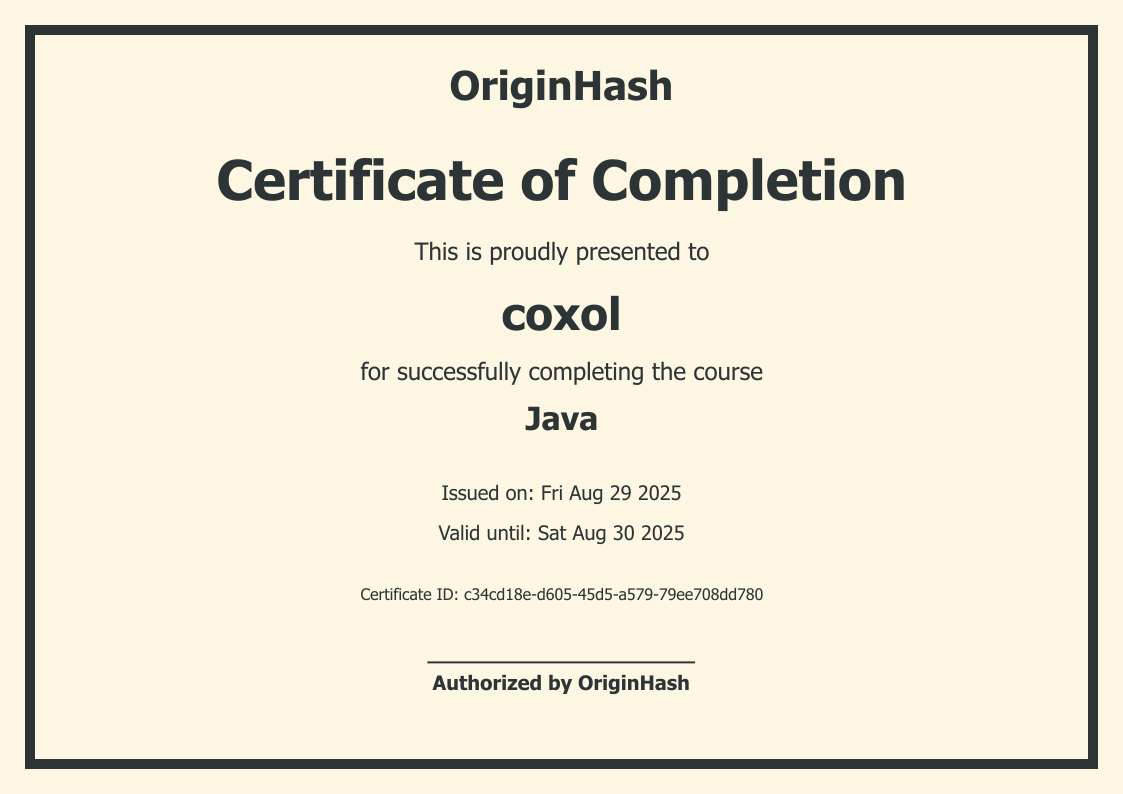 OriginHash
Certificate of Completion
This is proudly presented to
coxol
for successfully completing the course
Java
Issued on: Fri Aug 29 2025
Valid until: Sat Aug 30 2025
Certificate ID: c34cd18e-d605-45d5-a579-79ee708dd780
Authorized by OriginHash